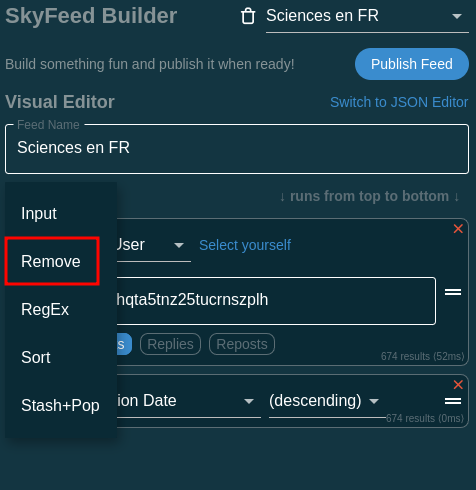 SkyFeed Builder
Sciences en FR
Build something fun and publish it when ready!
Publish Feed
Visual Editor
Switch to JSON Editor
Feed Name
Sciences en FR
↓ runs from top to bottom ↓
Input
Remove
RegEx
Sort
Stash+Pop
User
Select yourself
hqta5tnz25tucrnszplh
s
Replies
Reposts
674 results (52ms)
ion Date
(descending)
674 results (0ms)